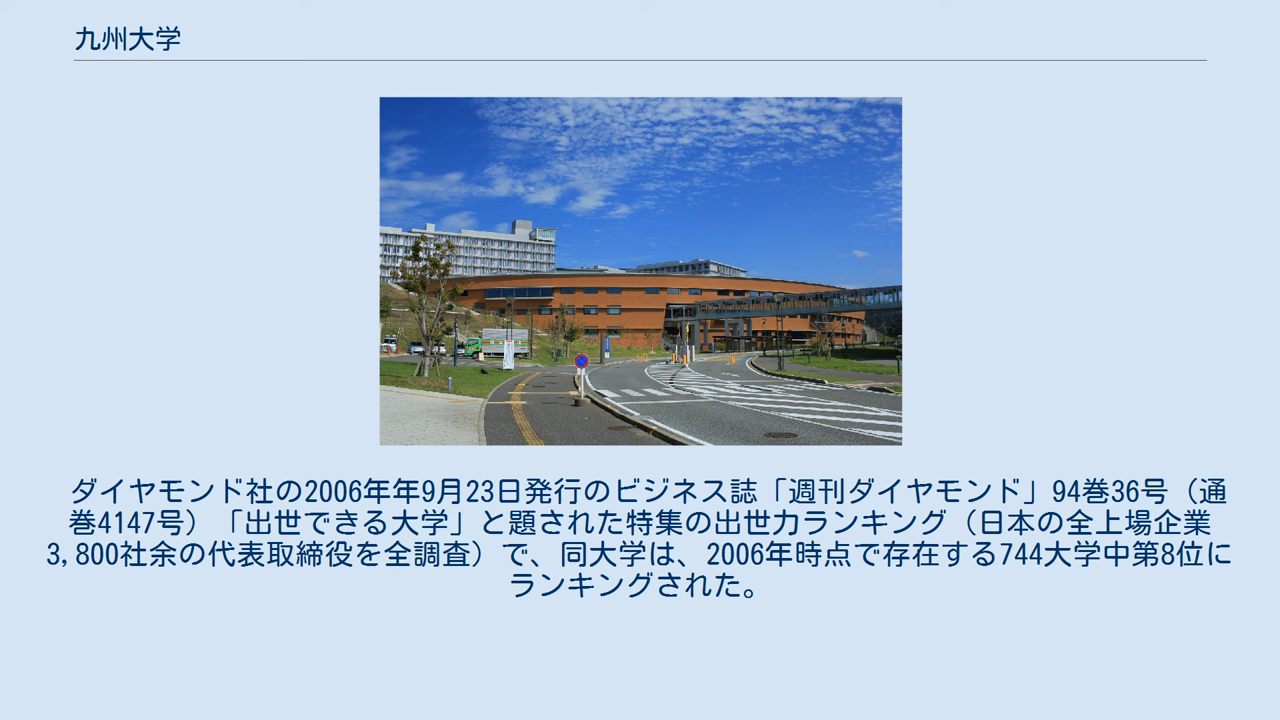 九州大学
ダイヤモンド社の2006年年9月23日発行のビジネス誌「週刊ダイヤモンド」94巻36号（通
巻4147号）「出世できる大学」と題された特集の出世力ランキング（日本の全上場企業
3,800社余の代表取締役を全調査）で、同大学は、2006年時点で存在する744大学中第8位に
ランキングされた。